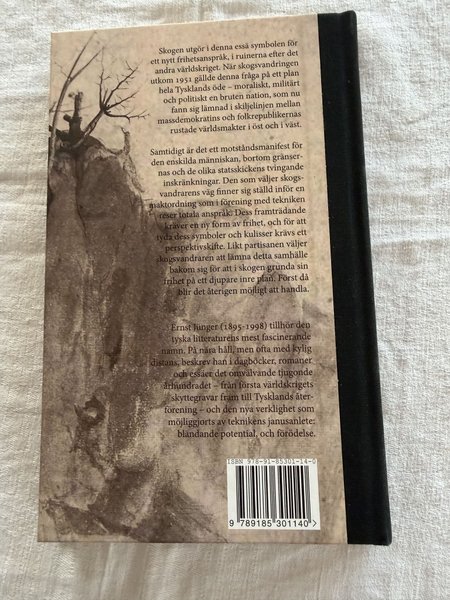 Skogen utgör i denna essä symbolen för
ett nytt frihetsanspråk, i ruinerna efter det
andra världskriget. När skogsvandringen
utkom 1951 gällde denna fråga på ett plan
hela Tysklands öde – moraliskt, militärt
och politiskt en bruten nation, som nu
fann sig lämnad i skiljelinjen mellan
massdemokratins och folkrepublikernas
rustade världsmakter i öst och i väst.
Samtidigt är det ett motståndsmanifest för
den enskilda människan, bortom gränser-
nas och de olika statsskickens tvingande
inskränkningar. Den som väljer skogs-
vandrarens väg finner sig ställd inför en
maktordning som i förening med tekniken
reser totala anspråk. Dess framträdande
kräver en ny form av frihet, och för att
tyda dess symboler och kulisser krävs ett
perspektivskifte. Likt partisanen väljer
skogsvandraren att lämna detta samhälle
bakom sig för att i skogen grunda sin
frihet på ett djupare inre plan. Först då
blir det återigen möjligt att handla.
Ernst Jünger (1895-1998) tillhör den
tyska litteraturens mest fascinerande
namn. På nära håll, men ofta med kylig
distans, beskrev han i dagböcker, romaner
och essäer det omvälvande tjugonde
århundradet – från första världskrigets
skyttegravar fram till Tysklands åter-
förening – och den nya verklighet som
möjliggjorts av teknikens janusanlete:
bländande potential, och förödelse.
ISBN 978-91-85301-14-0
9 789185 301140 >